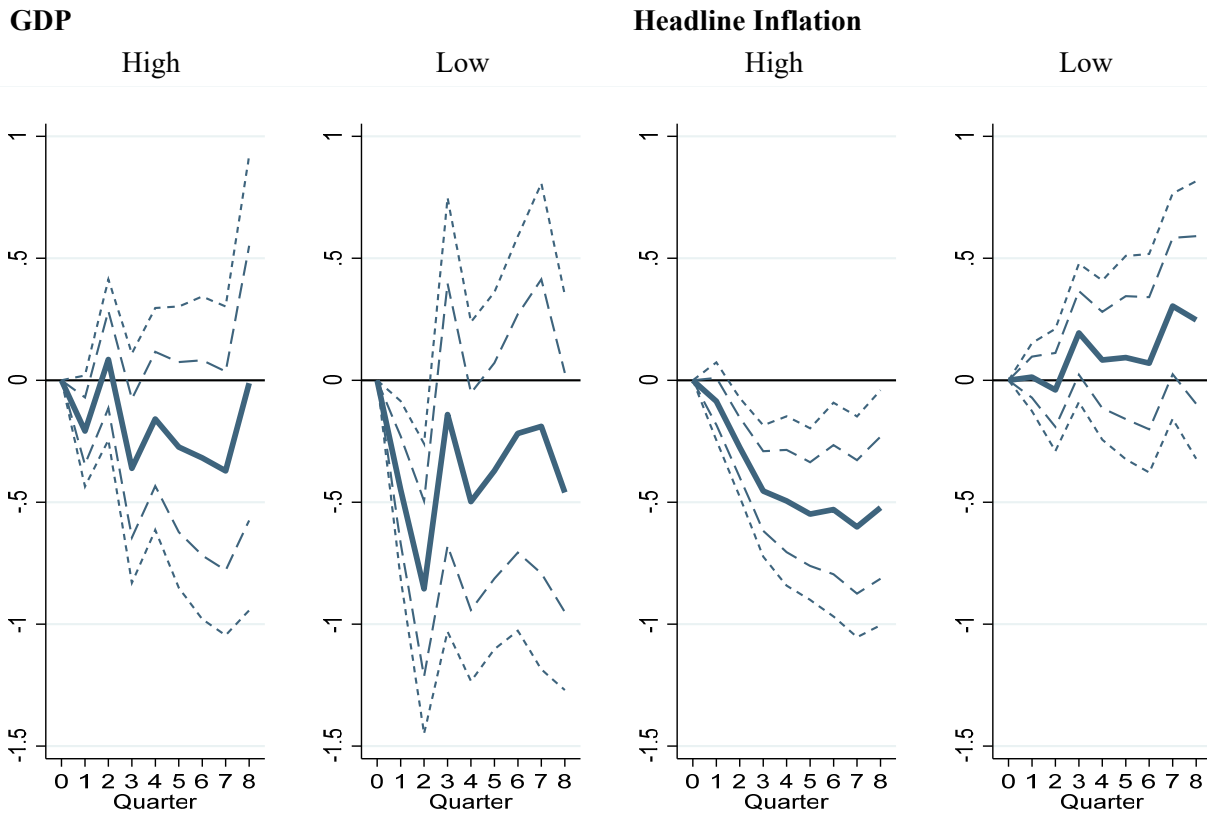 GDP Headline Inflation
High Low High Low
1 1 1 1
.5 .5 .5 .5
0 0 0 0
-.5 -.5 -.5 -.5
-1 -1 -1 -1
-1.5 -1.5 -1.5 -1.5
0 1 2 3 4 5 6 7 8 0 1 2 3 4 5 6 7 8 0 1 2 3 4 5 6 7 8 0 1 2 3 4 5 6 7 8
Quarter Quarter Quarter Quarter